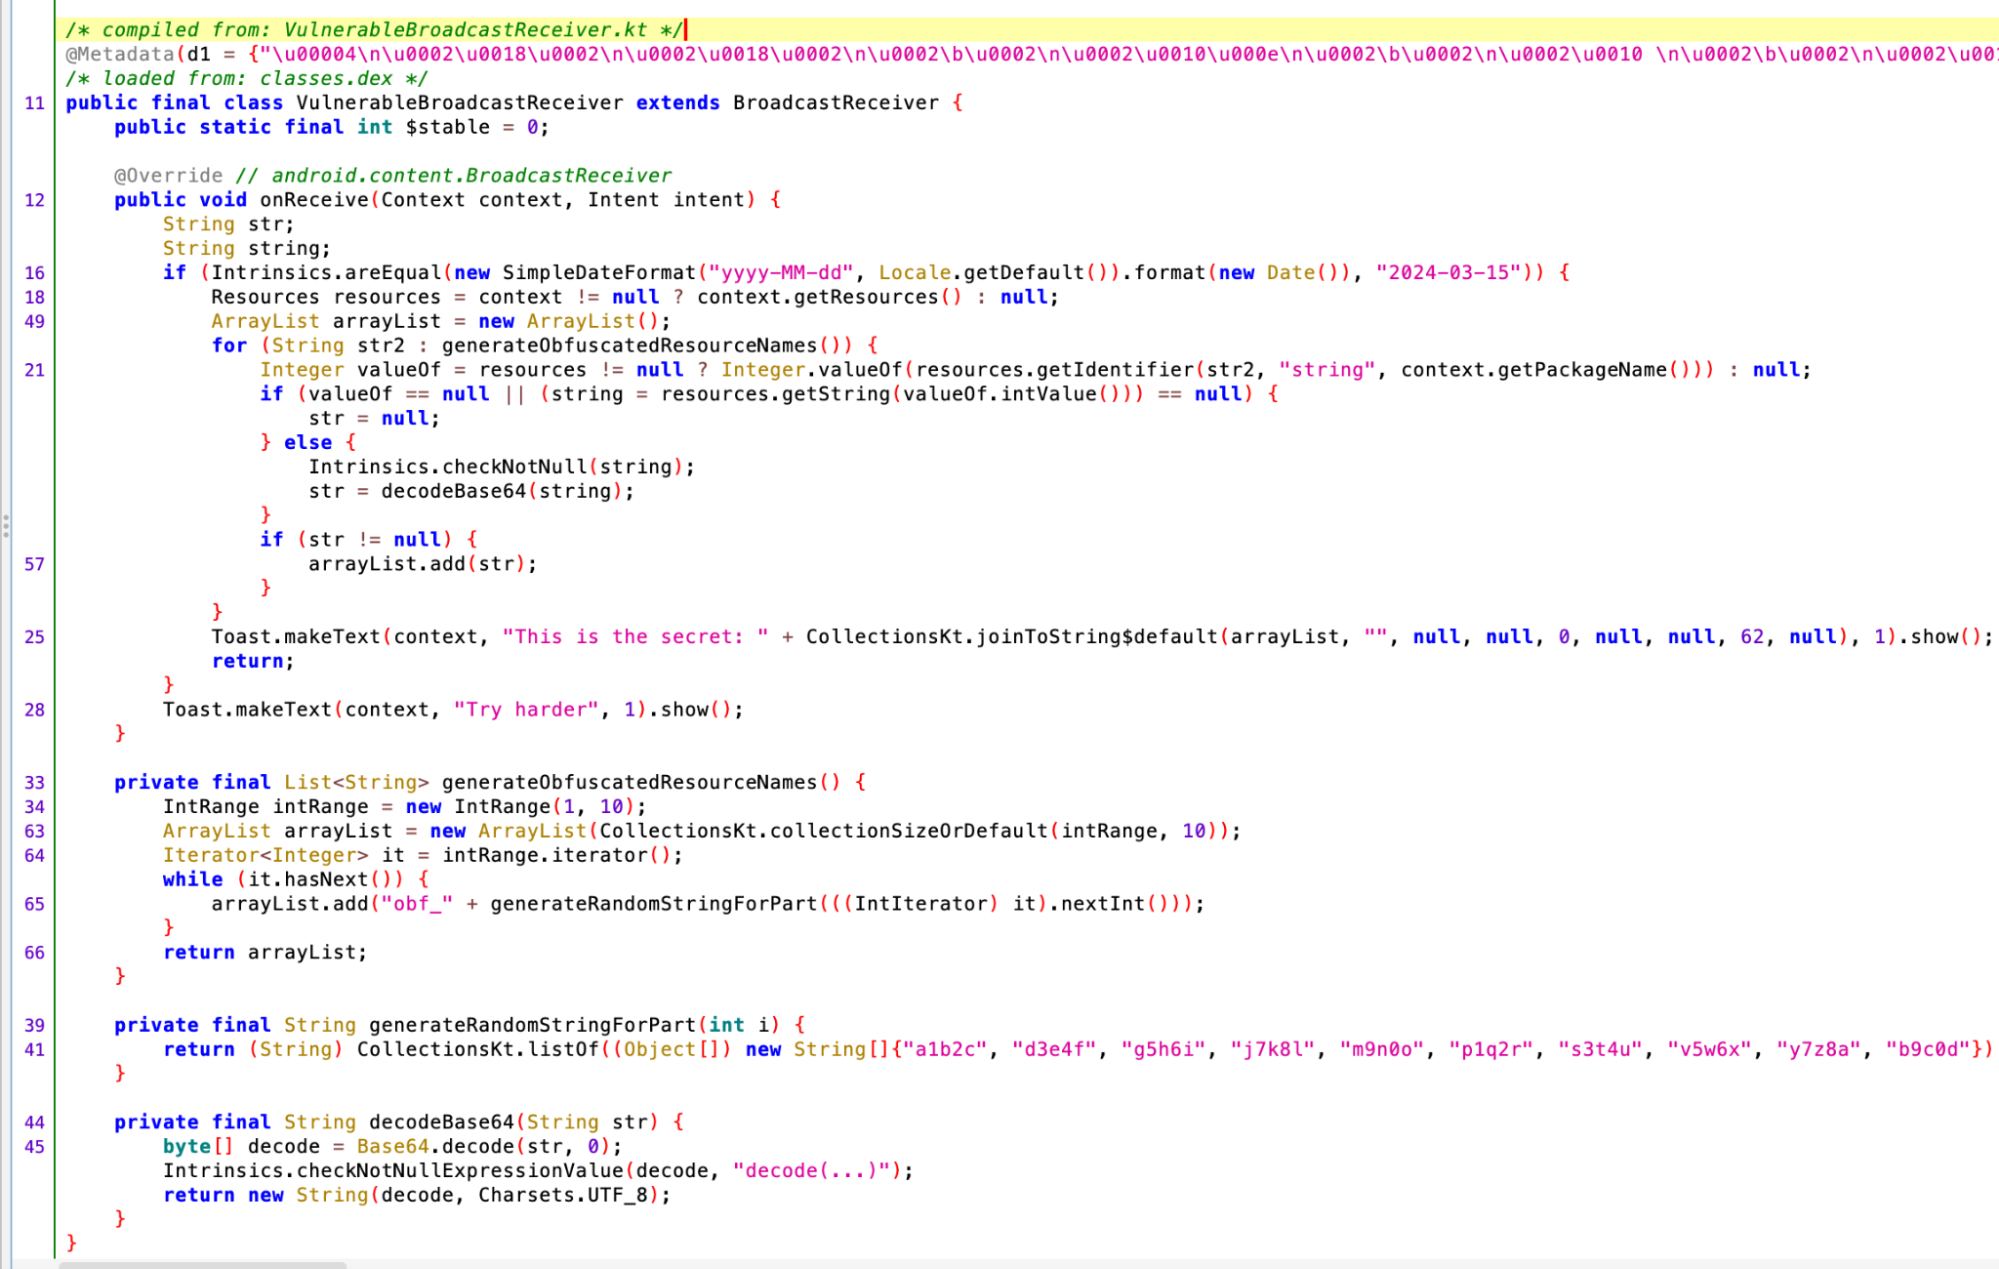 /* compiled from: VulnerableBroadcastReceiver.kt */
@Metadata(d1 = {"\u00004\n\u0002\u0018\u0002\n\u0002\u0018\u0002\n\u0002\b\u0002\n\u0002\u0010\u000e\n\u0002\b\u0002\n\u0002\u0010 \n\u0002\b\u0002\n\u0002\u001
/* loaded from: classes.dex */
11 public final class VulnerableBroadcastReceiver extends BroadcastReceiver {
public static final int $stable = 0;
@Override // android.content.BroadcastReceiver
12 public void onReceive(Context context, Intent intent) {
String str;
String string;
16 if (Intrinsics.areEqual(new SimpleDateFormat("yyyy-MM-dd", Locale.getDefault()).format(new Date()), "2024-03-15")) {
18 Resources resources = context != null ? context.getResources() : null;
49 ArrayList arrayList = new ArrayList();
for (String str2 : generateObfuscatedResourceNames()) {
21 Integer valueOf = resources != null ? Integer.valueOf(resources.getIdentifier(str2, "string", context.getPackageName())) : null;
if (valueOf == null || (string = resources.getString(valueOf.intValue())) == null) {
str = null;
} else {
Intrinsics.checkNotNull(string);
str = decodeBase64(string);
}
if (str != null) {
57 arrayList.add(str);
}
}
25 Toast.makeText(context, "This is the secret: " + CollectionsKt.joinToString$default(arrayList, "", null, null, 0, null, null, 62, null), 1).show();
return;
}
28 Toast.makeText(context, "Try harder", 1).show();
}
33 private final List<String> generateObfuscatedResourceNames() {
34 IntRange intRange = new IntRange(1, 10);
63 ArrayList arrayList = new ArrayList(CollectionsKt.collectionSizeOrDefault(intRange, 10));
64 Iterator<Integer> it = intRange.iterator();
while (it.hasNext()) {
65 arrayList.add("obf_" + generateRandomStringForPart(((IntIterator) it).nextInt()));
}
66 return arrayList;
}
39 private final String generateRandomStringForPart(int i) {
41 return (String) CollectionsKt.listOf((Object[]) new String[]{"a1b2c", "d3e4f", "g5h6i", "j7k8l", "m9n0o", "p1q2r", "s3t4u", "v5w6x", "y7z8a", "b9c0d"})
}
44 private final String decodeBase64(String str) {
45 byte[] decode = Base64.decode(str, 0);
Intrinsics.checkNotNullExpressionValue(decode, "decode(...)");
return new String(decode, Charsets.UTF_8);
}
}